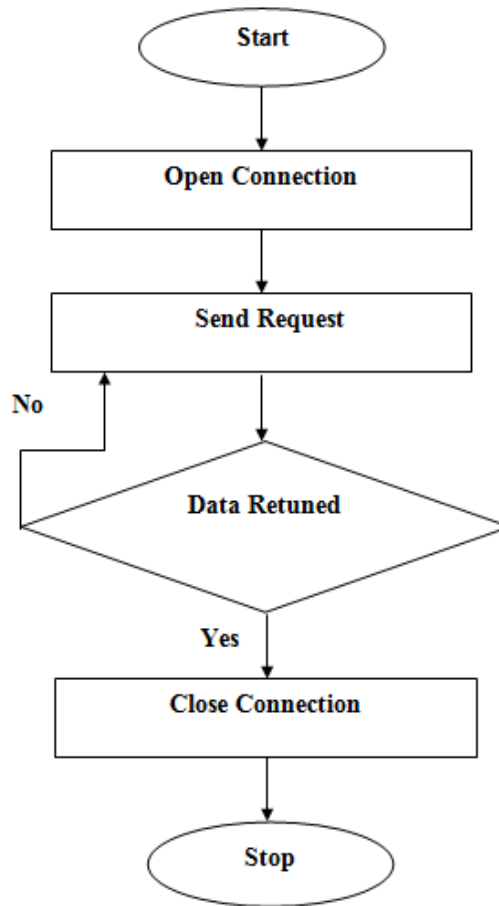 Start
Open Connection
Send Request
No
Data Retuned
Yes
Close Connection
Stop